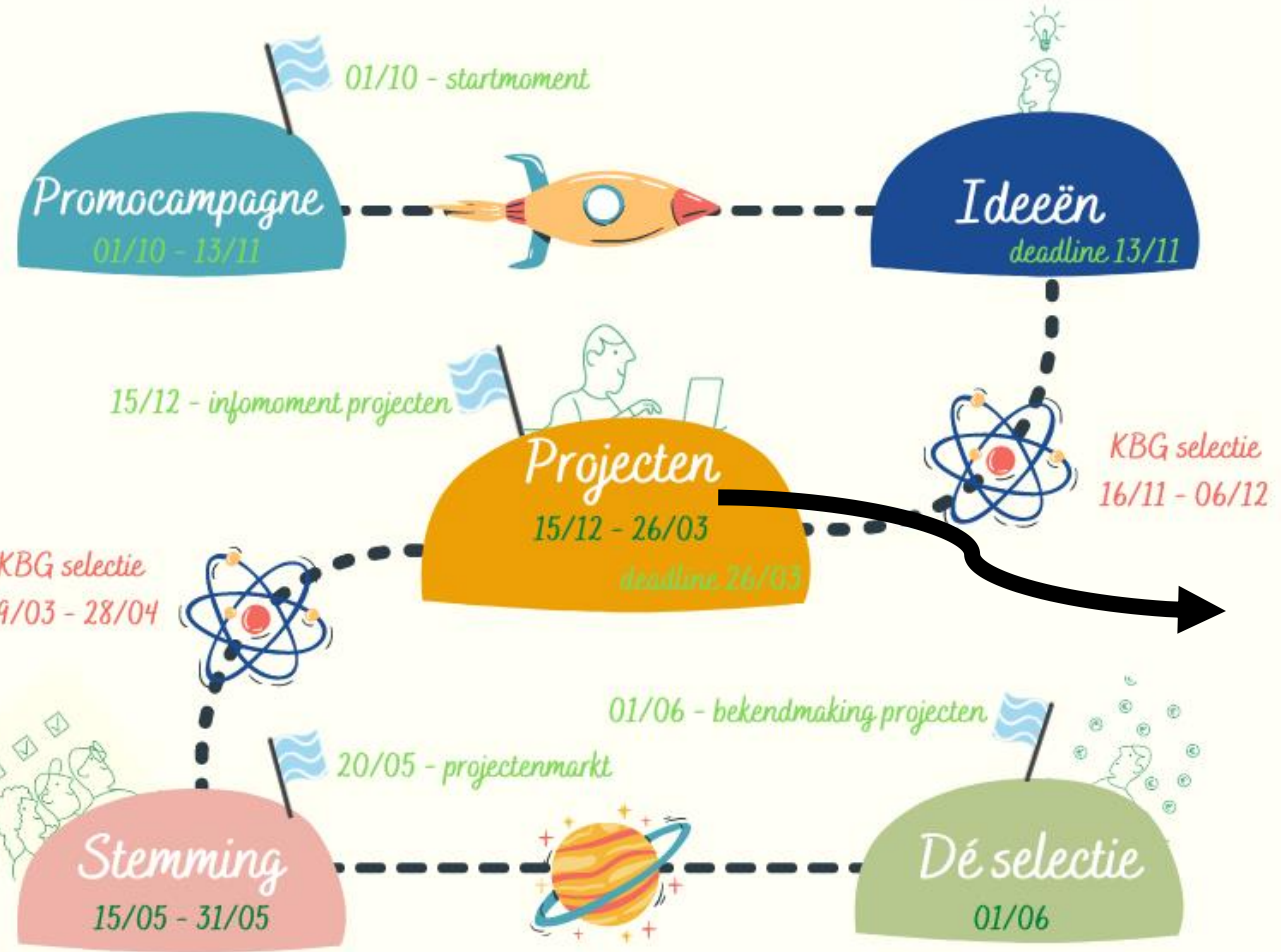 01/10 - startmoment
Promocampagne
01/10 - 13/11
Ideeën
deadline 13/11
15/12 - infomoment projecten
Projecten
15/12 - 26/03
deadline 26/03
KBG selectie
16/11 - 06/12
KBG selectie
9/03 - 28/04
01/06 - bekendmaking projecten
20/05 - projectenmarkt
Stemming
15/05 - 31/05
Dé selectie
01/06